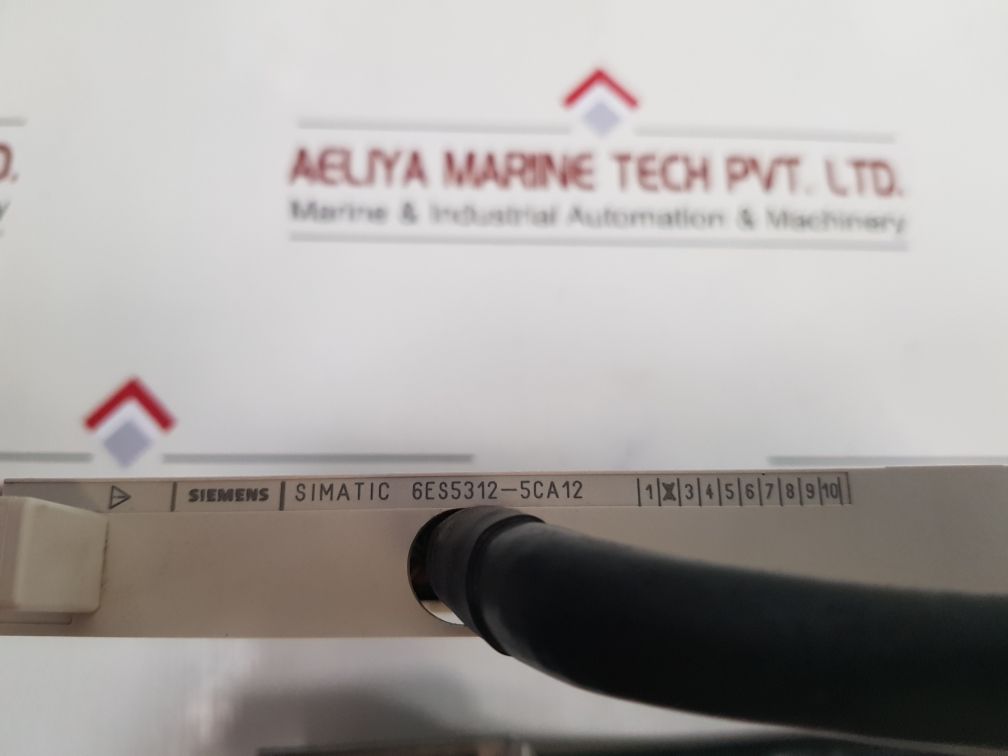 D.
AELIYA MARINE TECH PVT. LTD.
Marine & Industrial Automation & Machinery
SIEMENS SIMATIC 6ES5312-5CA12 1 X 3 4 5 6 7 8 9 10